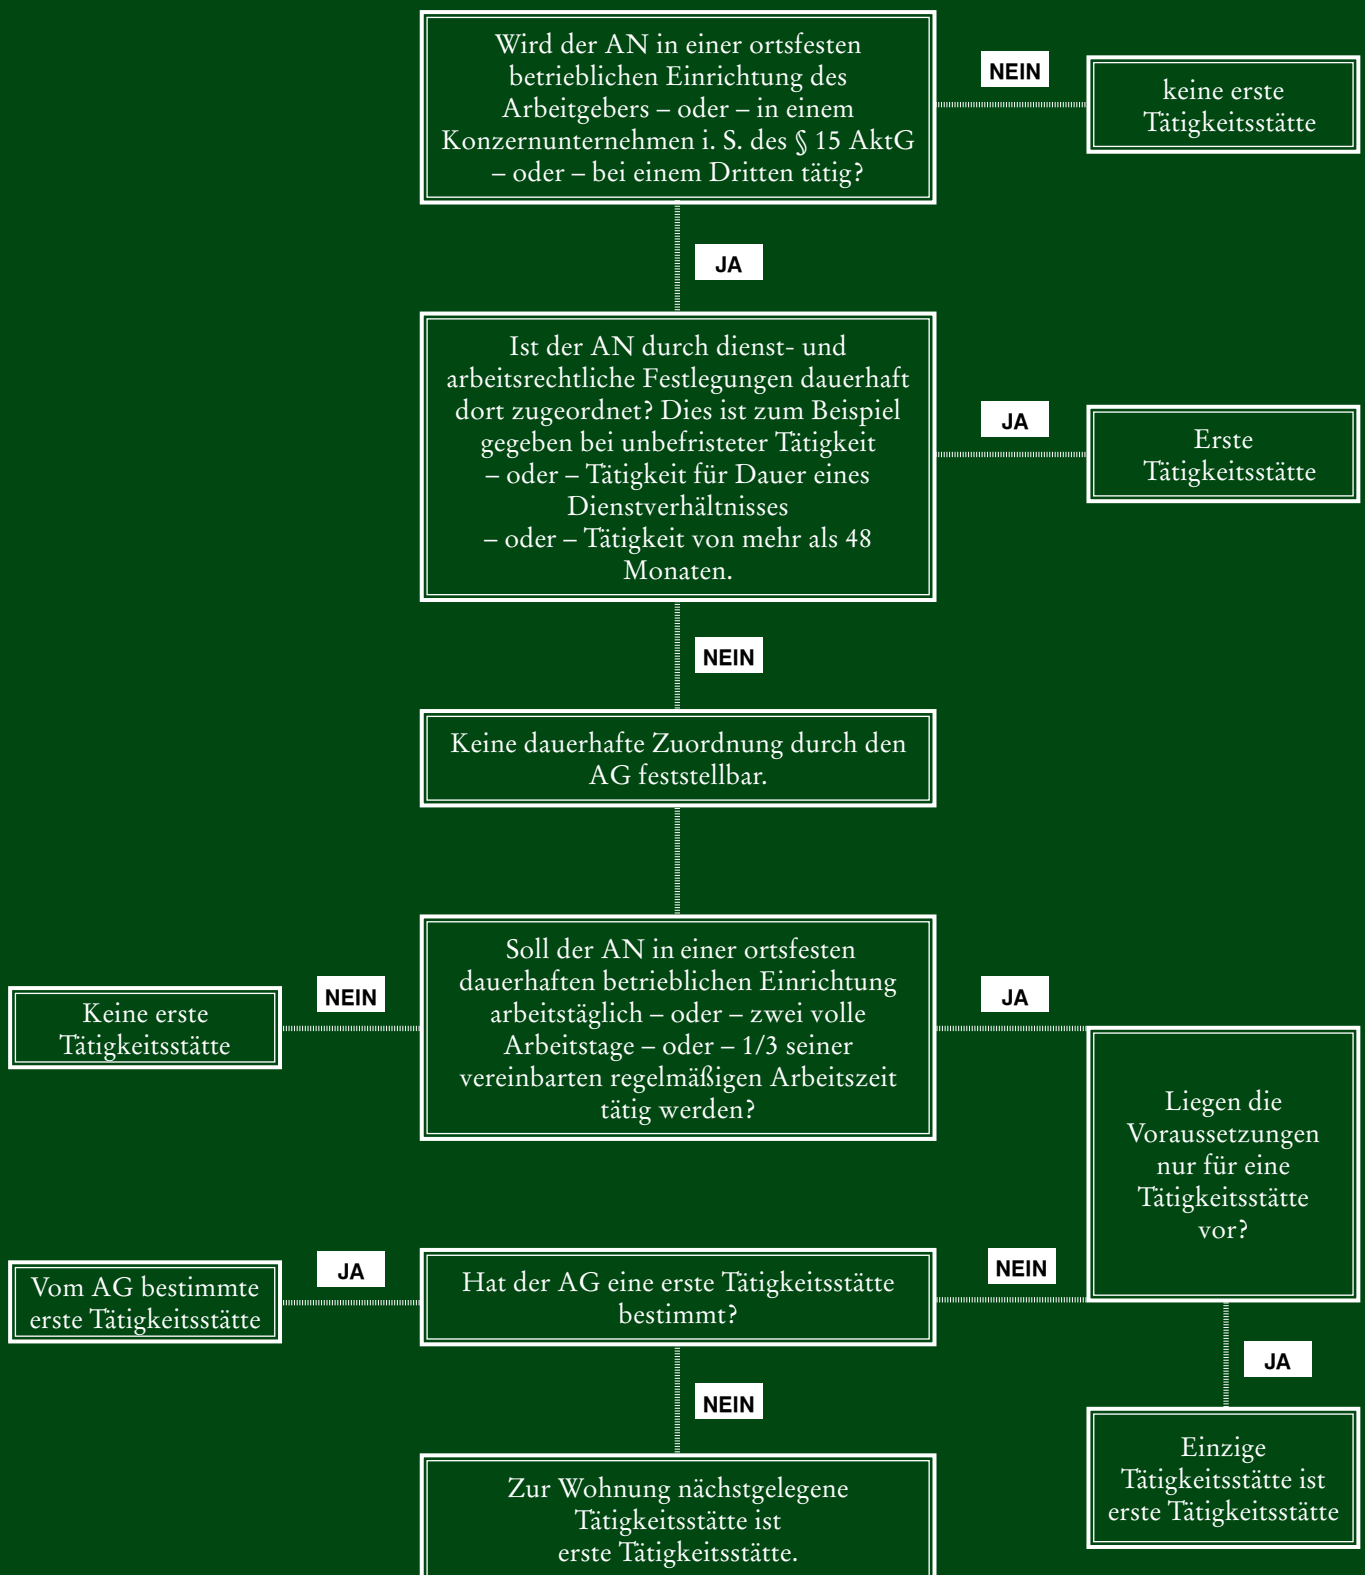 Wird der AN in einer ortsfesten
betrieblichen Einrichtung des
Arbeitgebers – oder – in einem
Konzernunternehmen i. S. des § 15 AktG
– oder – bei einem Dritten tätig?
NEIN
keine erste
Tätigkeitsstätte
JA
Ist der AN durch dienst- und
arbeitsrechtliche Festlegungen dauerhaft
dort zugeordnet? Dies ist zum Beispiel
gegeben bei unbefristeter Tätigkeit
– oder – Tätigkeit für Dauer eines
Dienstverhältnisses
– oder – Tätigkeit von mehr als 48
Monaten.
JA
Erste
Tätigkeitsstätte
NEIN
Keine dauerhafte Zuordnung durch den
AG feststellbar.
Soll der AN in einer ortsfesten
dauerhaften betrieblichen Einrichtung
arbeitstäglich – oder – zwei volle
Arbeitstage – oder – 1/3 seiner
vereinbarten regelmäßigen Arbeitszeit
tätig werden?
NEIN
Keine erste
Tätigkeitsstätte
JA
Liegen die
Voraussetzungen
nur für eine
Tätigkeitsstätte
vor?
NEIN
Hat der AG eine erste Tätigkeitsstätte
bestimmt?
JA
Vom AG bestimmte
erste Tätigkeitsstätte
JA
Einzige
Tätigkeitsstätte ist
erste Tätigkeitsstätte
NEIN
Zur Wohnung nächstgelegene
Tätigkeitsstätte ist
erste Tätigkeitsstätte.